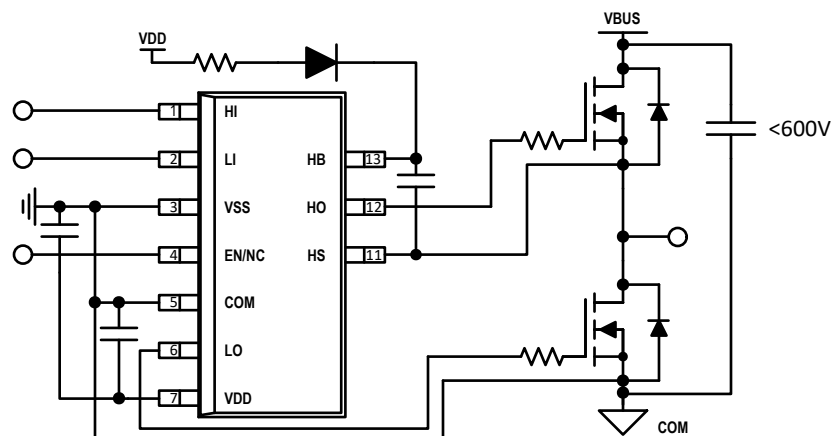 VBUS
VDD
<600V
1 HI
2 LI HB 13
3 VSS HO 12
4 EN/NC HS 11
5 COM
6 LO
7 VDD
COM